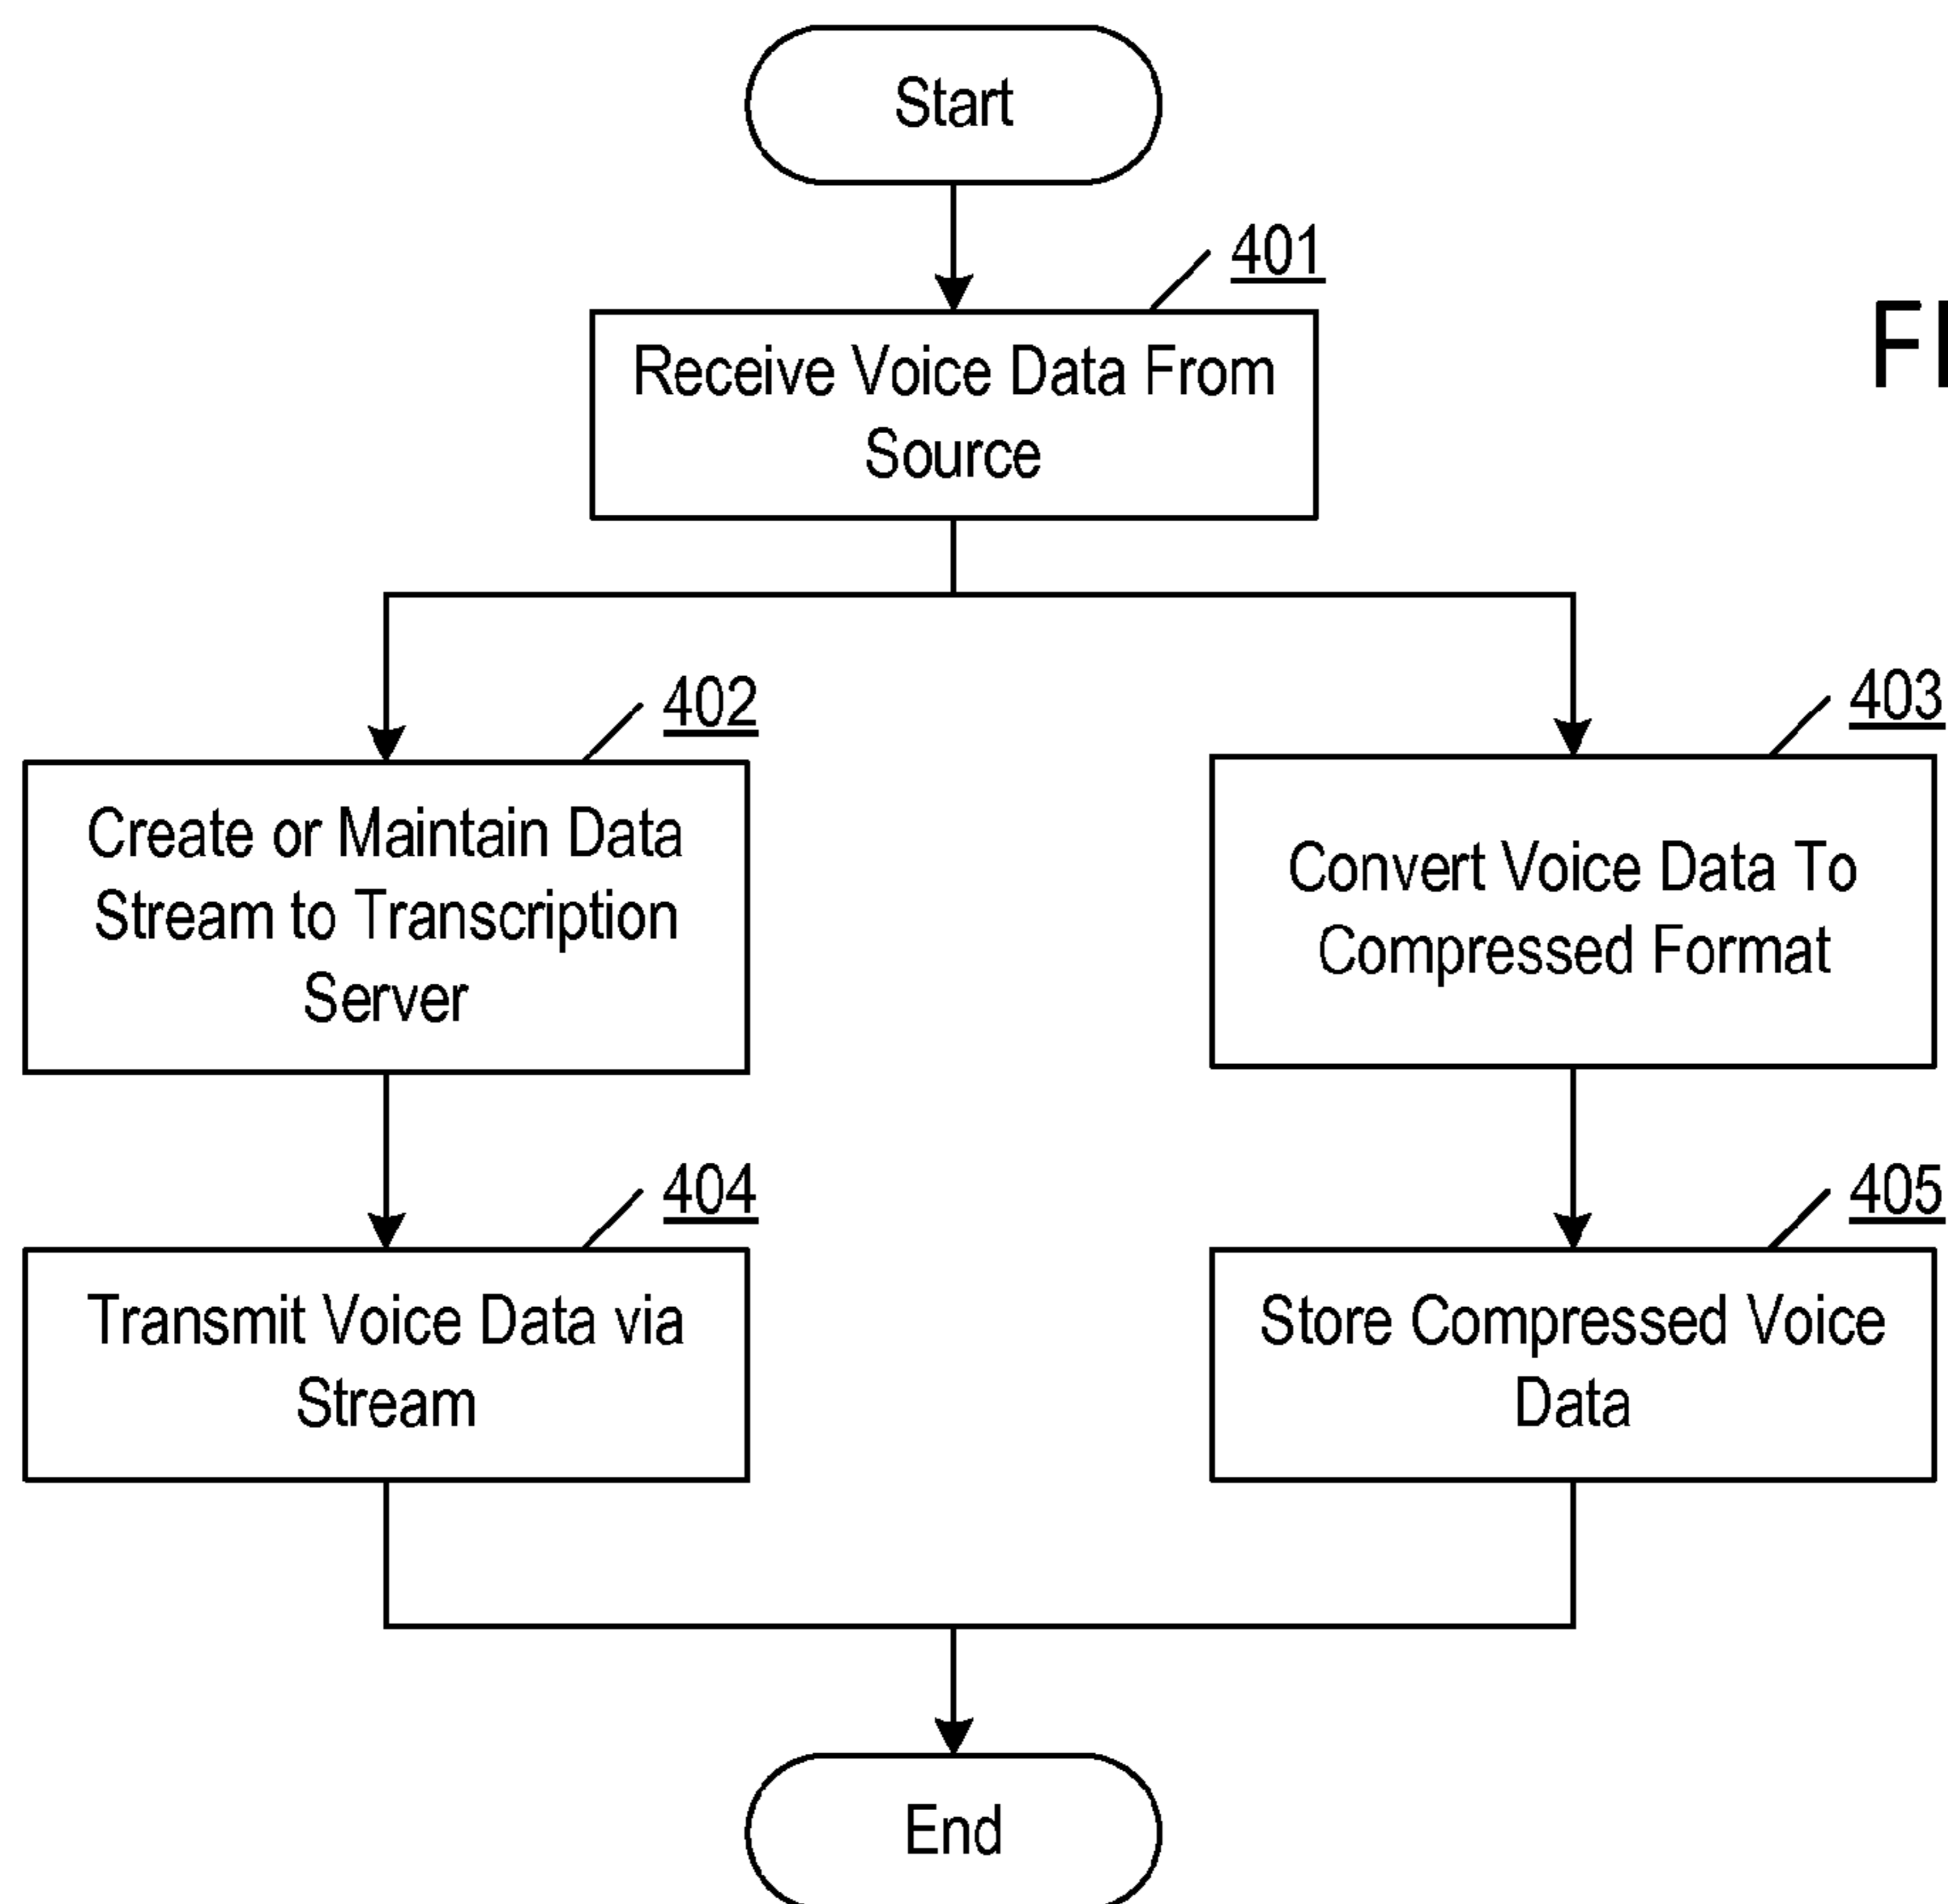 Start
401
Receive Voice Data From
Source
402
403
Create or Maintain Data
Stream to Transcription
Server
Convert Voice Data To
Compressed Format
404
405
Transmit Voice Data via
Stream
Store Compressed Voice
Data
End